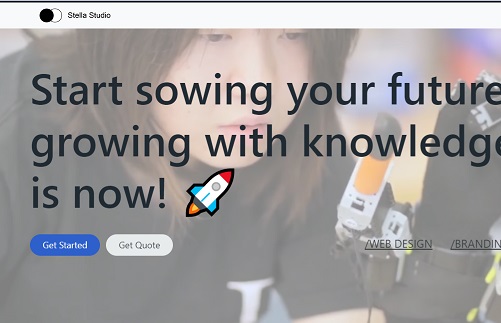 Stella Studio
Start sowing your future
growing with knowledge
is now!
Get Started
Get Quote
/WEB DESIGN
/BRANDIN